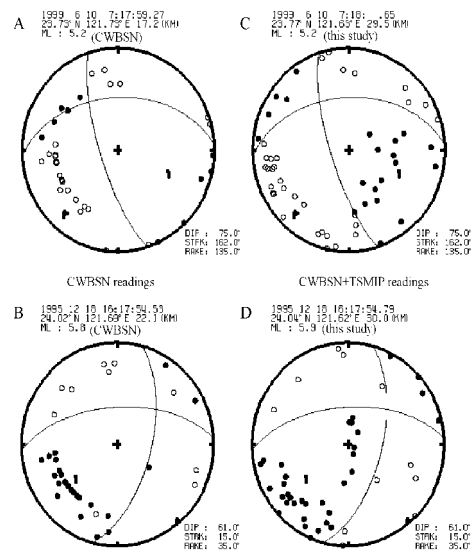 A
1999 6 10 7:17:59.27
23.73°N 121.73°E 17.2 (KM)
ML : 5.2 (CWBSN)
DIP : 75.0°
STRK: 162.0°
RAKE: 135.0°
C
1999 6 10 7:18: .65
23.77°N 121.65°E 29.5 (KM)
ML : 5.2 (this study)
DIP : 75.0°
STRK: 162.0°
RAKE: 135.0°
CWBSN readings
CWBSN+TSMIP readings
B
1995 12 18 16:17:54.53
24.02°N 121.69°E 22.1 (KM)
ML : 5.8 (CWBSN)
DIP : 61.0°
STRK: 15.0°
RAKE: 35.0°
D
1995 12 18 16:17:54.79
24.04°N 121.62°E 30.0 (KM)
ML : 5.9 (this study)
DIP : 61.0°
STRK: 15.0°
RAKE: 35.0°